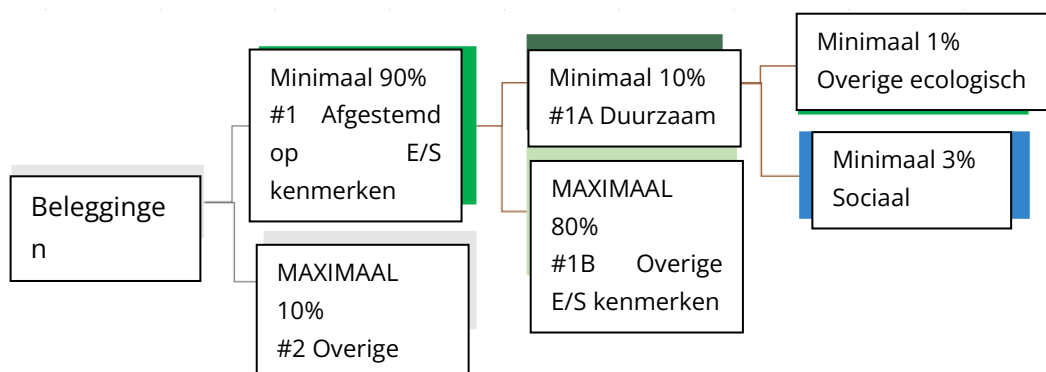 Belegginge
n
Minimaal 90%
#1 Afgestemd
op E/S
kenmerken
MAXIMAAL
10%
#2 Overige
Minimaal 10%
#1A Duurzaam
MAXIMAAL
80%
#1B Overige
E/S kenmerken
Minimaal 1%
Overige ecologisch
Minimaal 3%
Sociaal